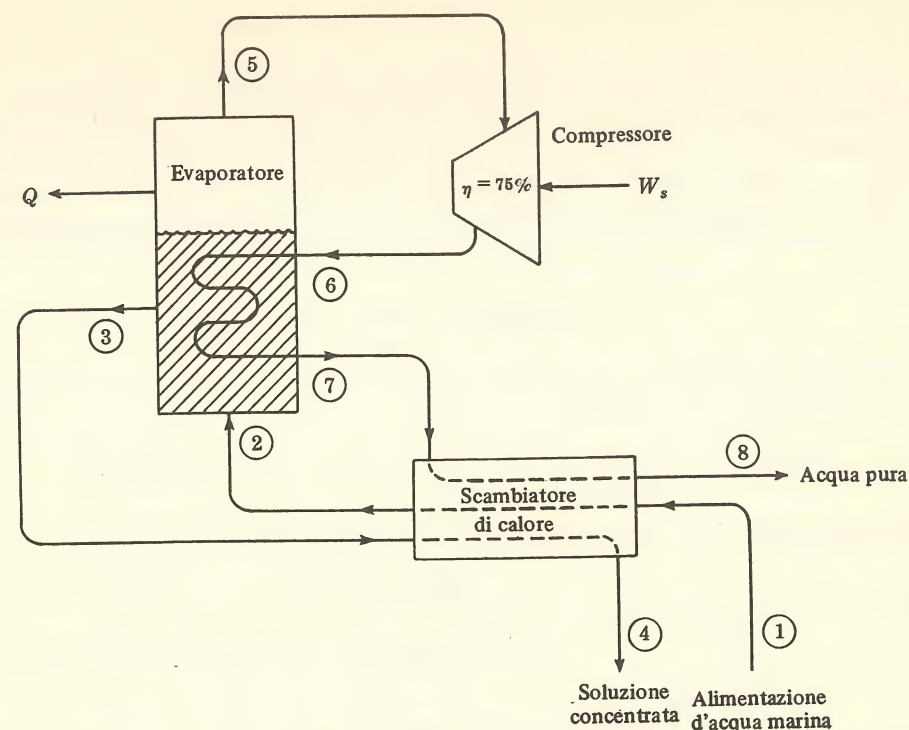 5
Compressore
Evaporatore
η = 75%
W_s
Q
6
3
7
2
8
Acqua pura
Scambiatore
di calore
4
1
Soluzione
concentrata
Alimentazione
d'acqua marina